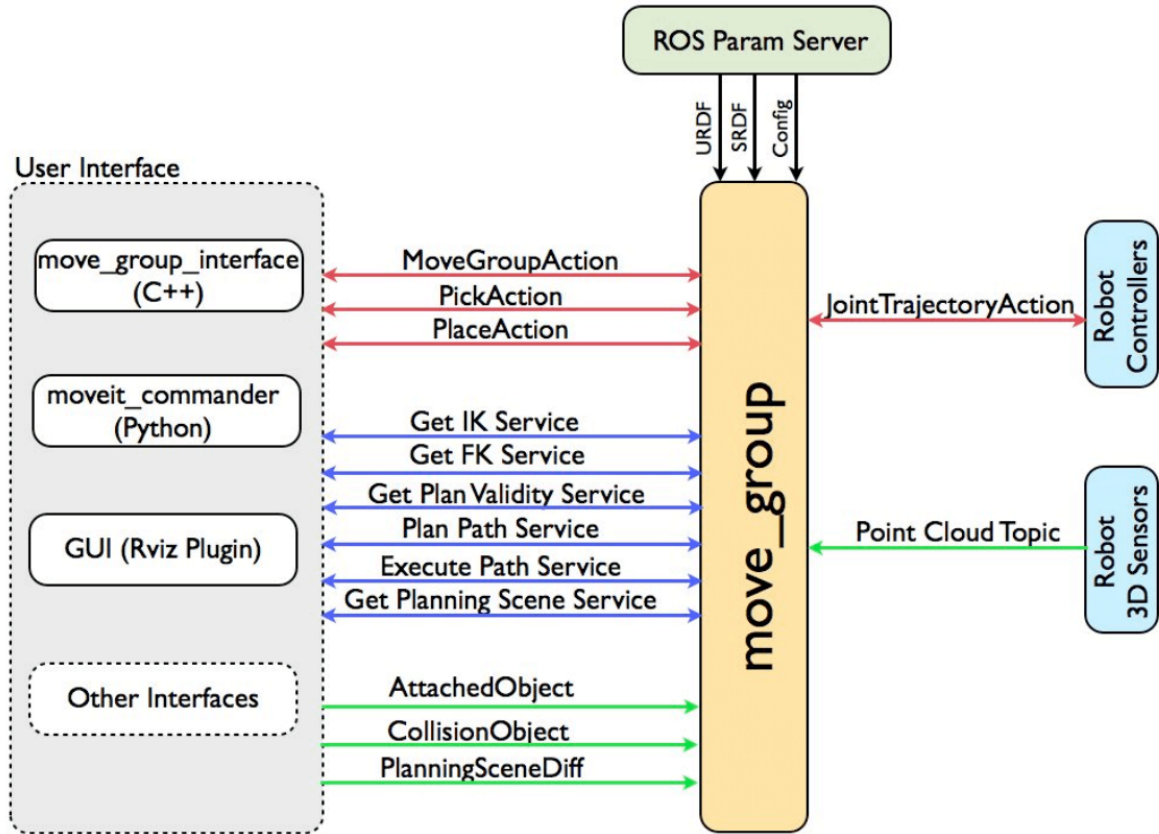 ROS Param Server
URDF
SRDF
Config
User Interface
move_group_interface
(C++)
moveit_commander
(Python)
GUI (Rviz Plugin)
Other Interfaces
MoveGroupAction
PickAction
PlaceAction
Get IK Service
Get FK Service
Get Plan Validity Service
Plan Path Service
Execute Path Service
Get Planning Scene Service
AttachedObject
CollisionObject
PlanningSceneDiff
move_group
JointTrajectoryAction
Point Cloud Topic
Robot
Controllers
Robot
3D Sensors